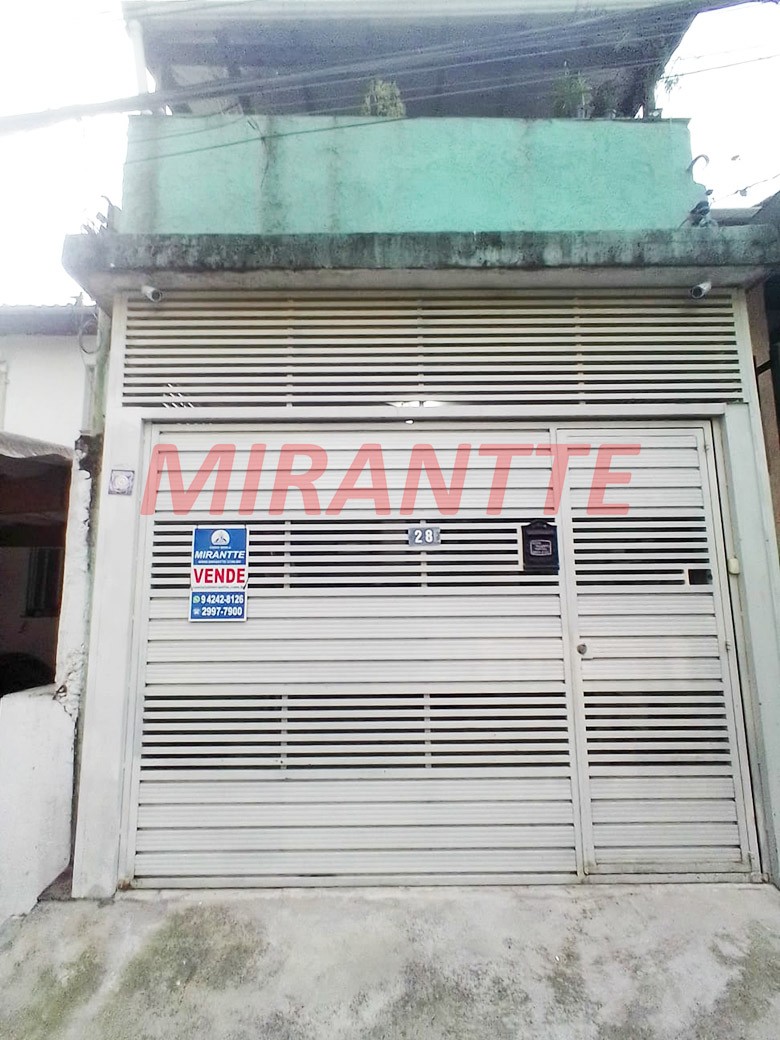 MIRANTTE
28
MIRANTTE
VENDE
9 4242-8126
2997-7900